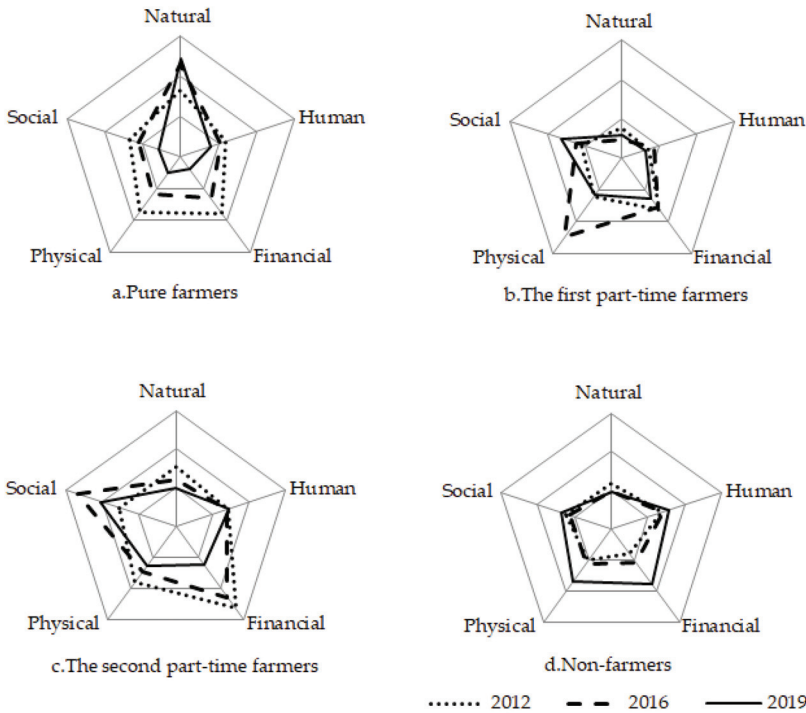 Natural
Natural
Social
Human
Social
Human
Physical
Financial
Physical
Financial
a.Pure farmers
b.The first part-time farmers
Natural
Natural
Social
Human
Social
Human
Physical
Financial
Physical
Financial
c.The second part-time farmers
d.Non-farmers
2012
2016
2019